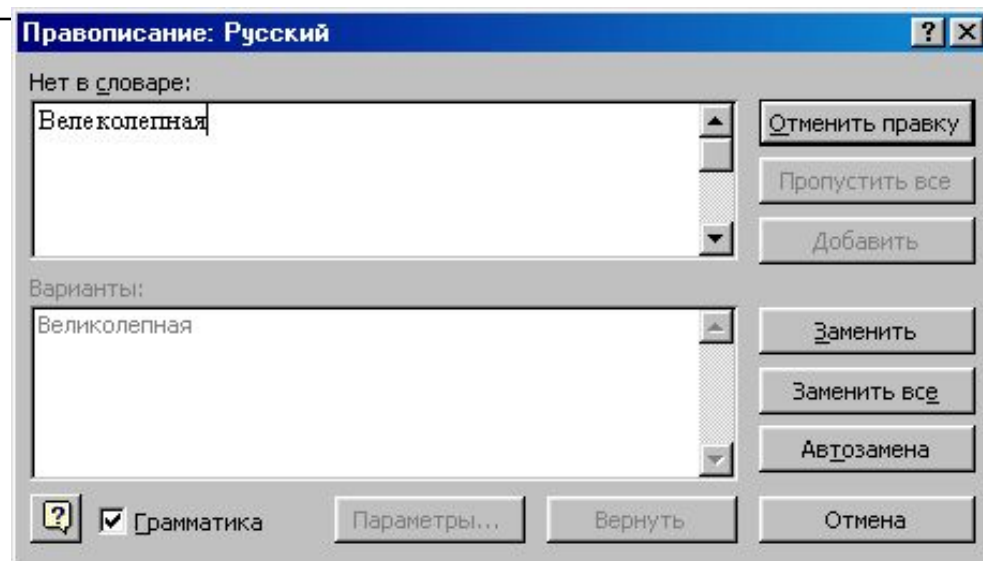 Правописание: Русский
Нет в словаре:
Велеколепная
Отменить правку
Пропустить все
Добавить
Варианты:
Великолепная
Заменить
Заменить все
Автозамена
Грамматика
Параметры...
Вернуть
Отмена